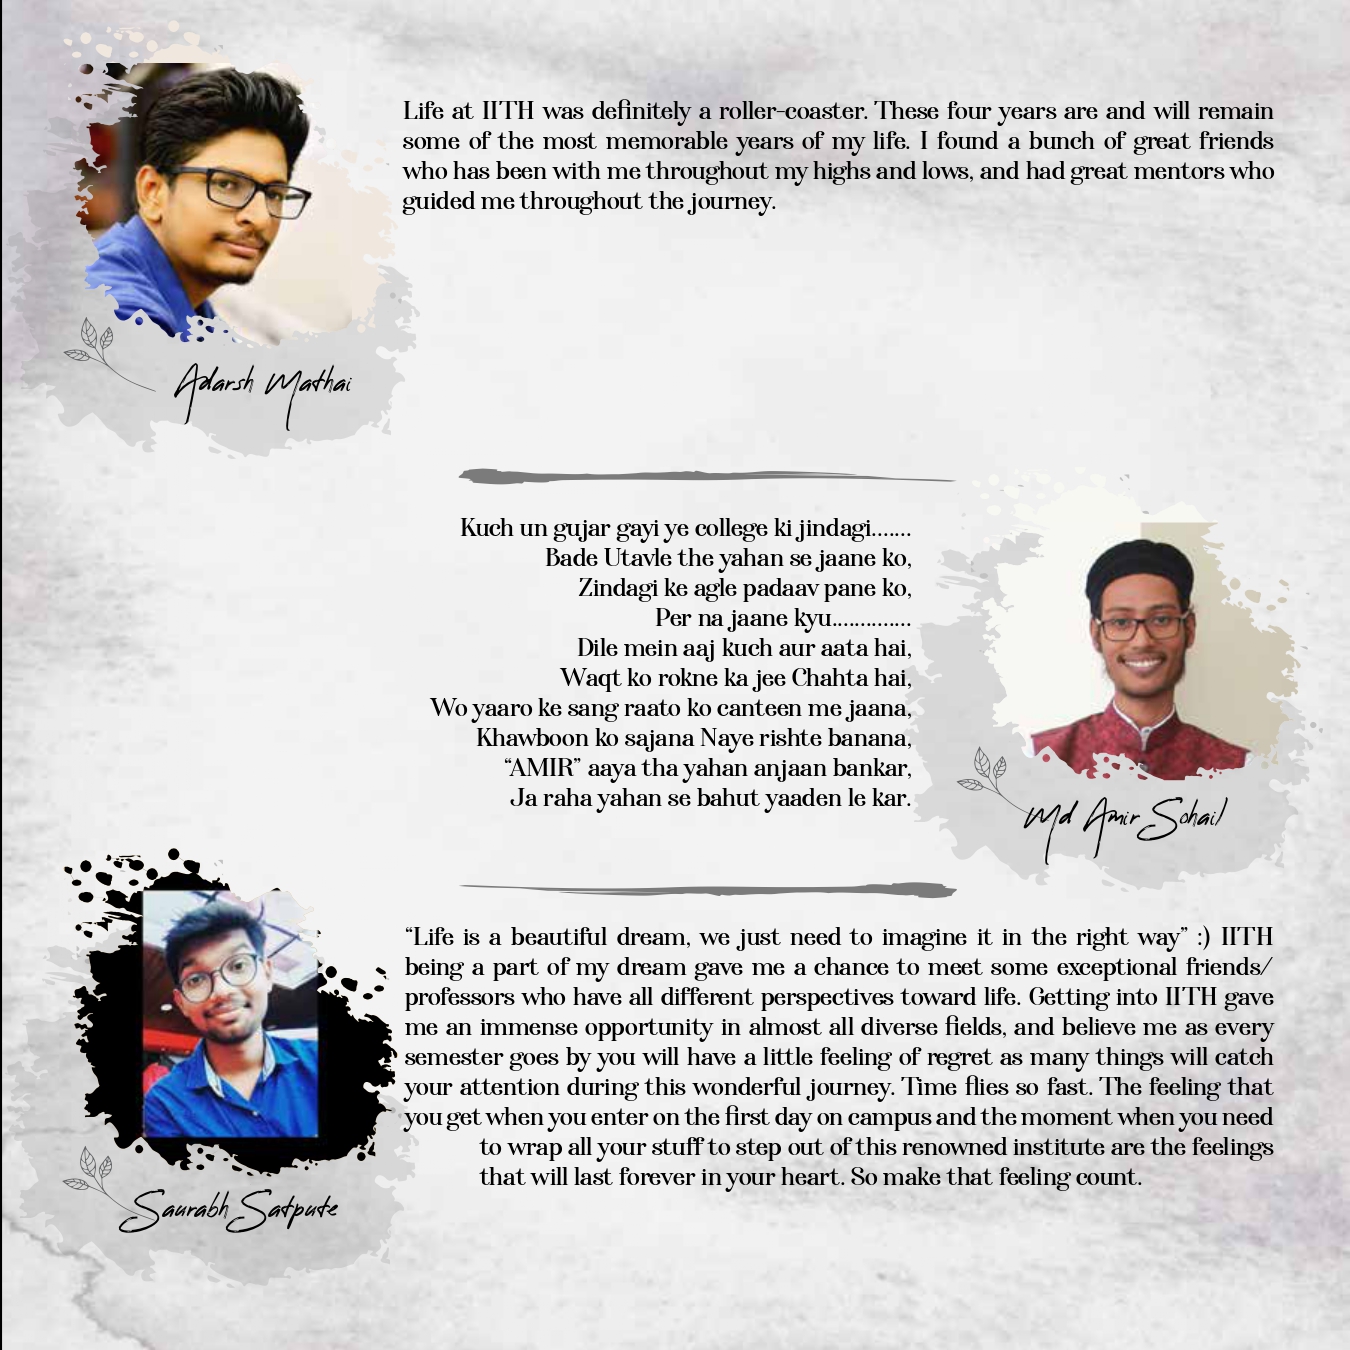 Life at IITH was definitely a roller-coaster. These four years are and will remain
some of the most memorable years of my life. I found a bunch of great friends
who has been with me throughout my highs and lows, and had great mentors who
guided me throughout the journey.
Adarsh Mathai
Kuch un gujar gayi ye college ki jindagi.......
Bade Utavle the yahan se jaane ko,
Zindagi ke agle padaav pane ko,
Per na jaane kyu..............
Dile mein aaj kuch aur aata hai,
Waqt ko rokne ka jee Chahta hai,
Wo yaaro ke sang raato ko canteen me jaana,
Khawboon ko sajana Naye rishte banana,
“AMIR” aaya tha yahan anjaan bankar,
Ja raha yahan se bahut yaaden le kar.
Md Amir Sohail
“Life is a beautiful dream, we just need to imagine it in the right way” :) IITH
being a part of my dream gave me a chance to meet some exceptional friends/
professors who have all different perspectives toward life. Getting into IITH gave
me an immense opportunity in almost all diverse fields, and believe me as every
semester goes by you will have a little feeling of regret as many things will catch
your attention during this wonderful journey. Time flies so fast. The feeling that
you get when you enter on the first day on campus and the moment when you need
to wrap all your stuff to step out of this renowned institute are the feelings
that will last forever in your heart. So make that feeling count.
Saurabh Satpute